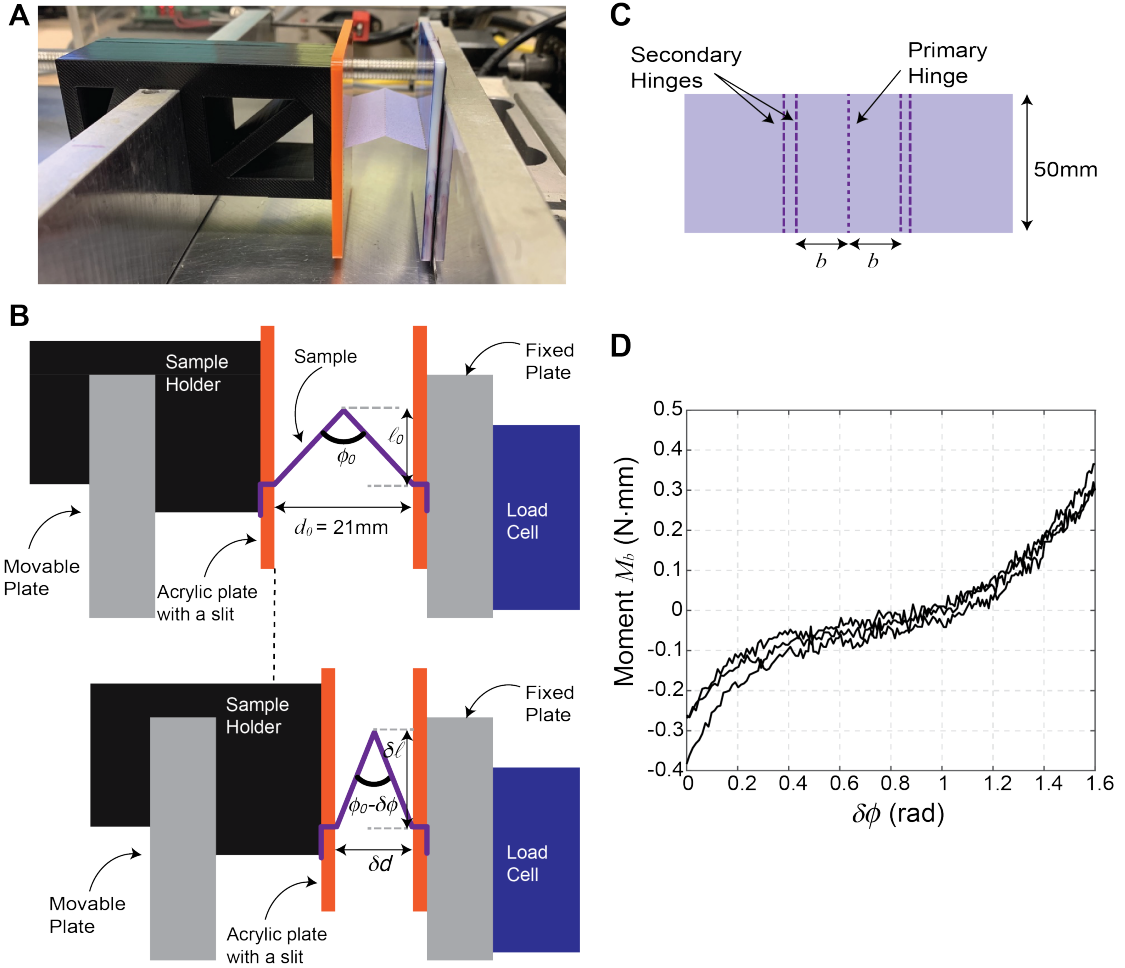 A
B
Sample
Holder
Sample
Fixed
Plate
ℓ0
ϕ0
d0 = 21mm
Load
Cell
Movable
Plate
Acrylic plate
with a slit
Sample
Holder
Fixed
Plate
δℓ
ϕ0-δϕ
δd
Load
Cell
Movable
Plate
Acrylic plate
with a slit
C
Secondary
Hinges
Primary
Hinge
50mm
b b
D
Moment Mb (N·mm)
0.5
0.4
0.3
0.2
0.1
0
-0.1
-0.2
-0.3
-0.4
0 0.2 0.4 0.6 0.8 1.0 1.2 1.4 1.6
δϕ (rad)